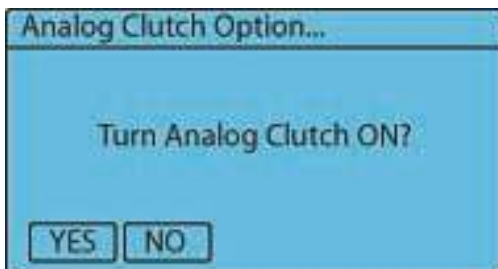 Analog Clutch Option...
Turn Analog Clutch ON?
YES NO